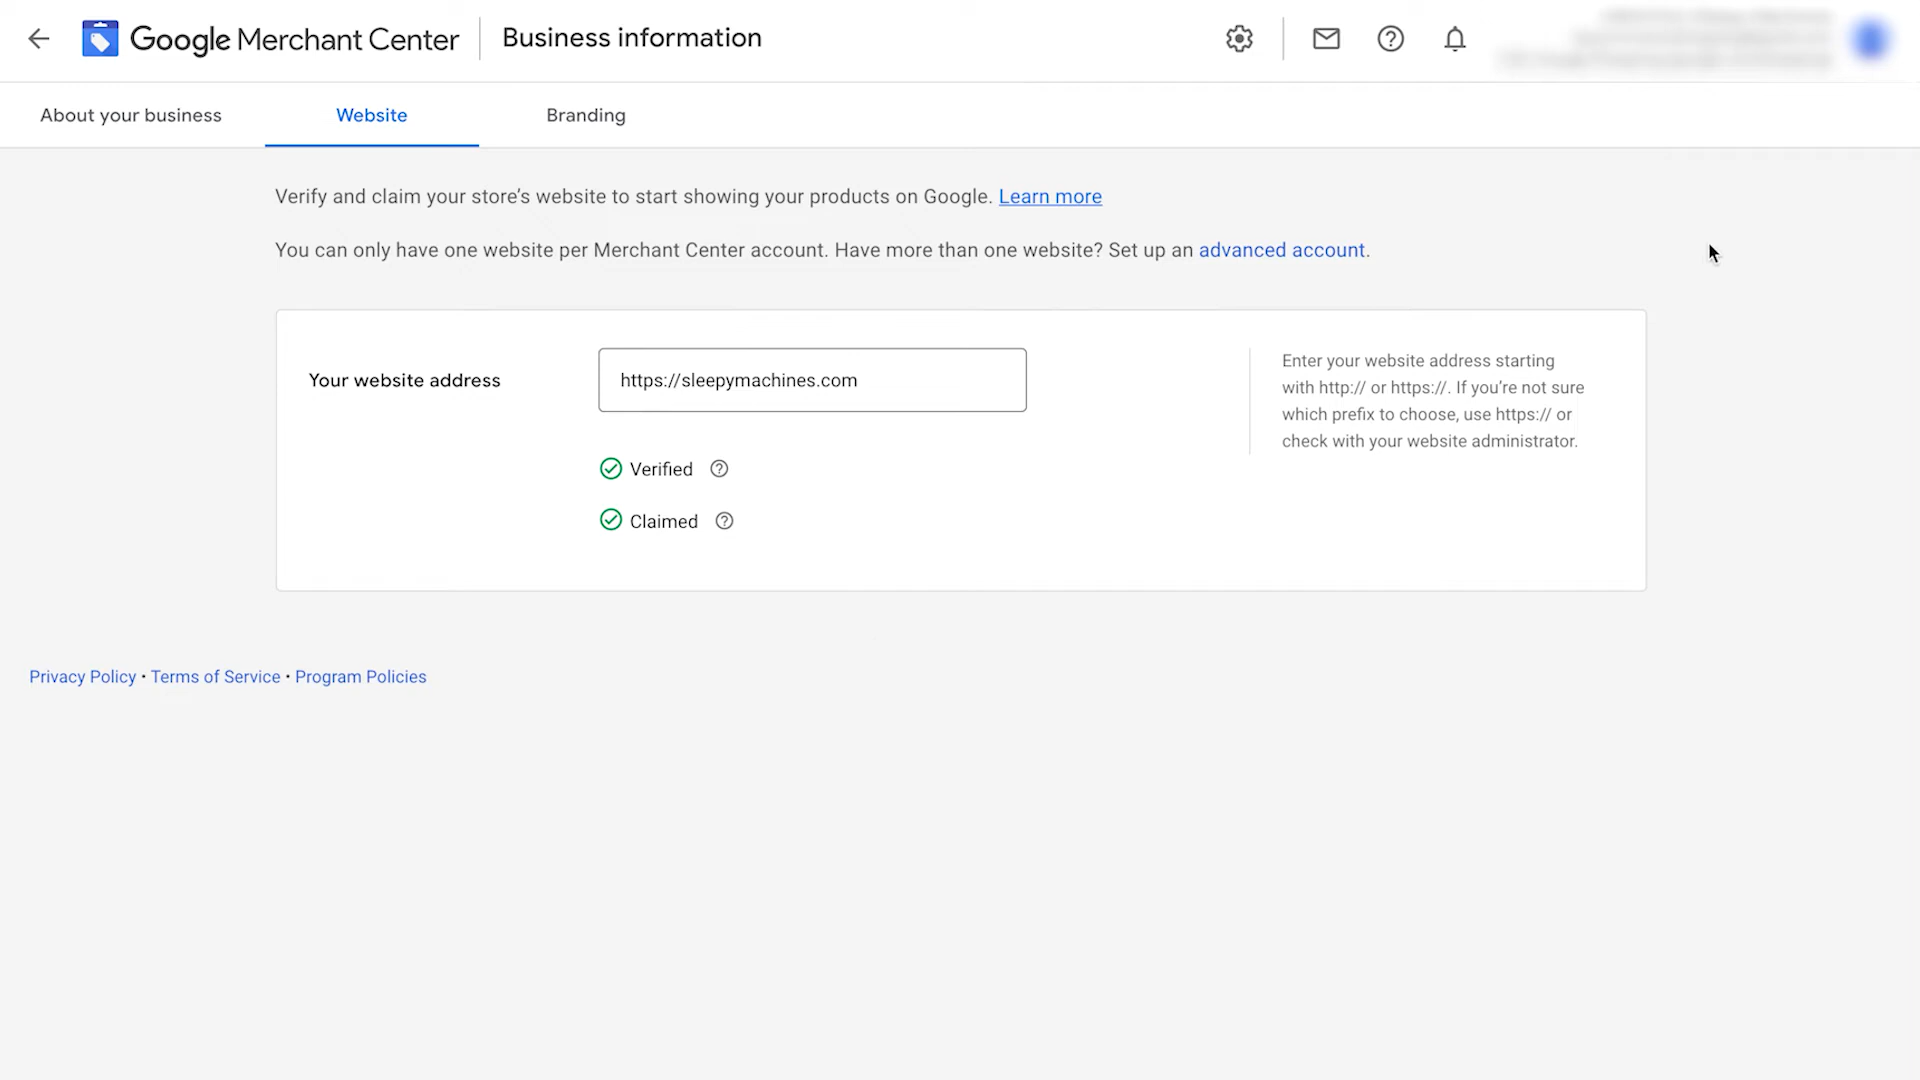 Google Merchant Center
Business information
About your business
Website
Branding
Verify and claim your store’s website to start showing your products on Google. Learn more
You can only have one website per Merchant Center account. Have more than one website? Set up an advanced account.
Your website address
https://sleepymachines.com
Verified
Claimed
Enter your website address starting
with http:// or https://. If you’re not sure
which prefix to choose, use https:// or
check with your website administrator.
Privacy Policy • Terms of Service • Program Policies